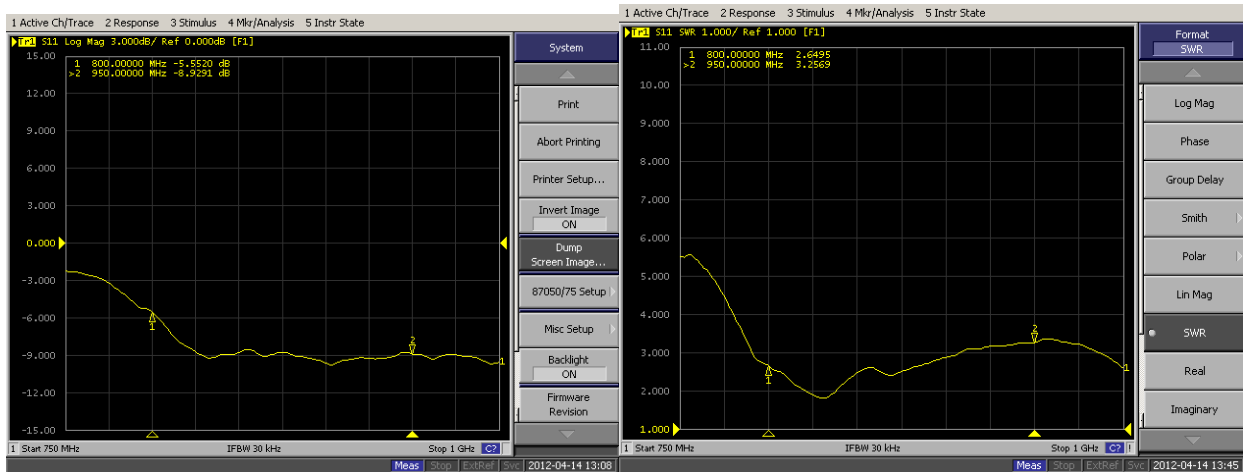 1 Active Ch/Trace 2 Response 3 Stimulus 4 Mkr/Analysis 5 Instr State
Tr1 S11 Log Mag 3.000dB/ Ref 0.000dB [F1]
15.00
1 800.00000 MHz -5.5520 dB
>2 950.00000 MHz -8.9291 dB
12.00
9.000
6.000
3.000
0.000
-3.000
-6.000
-9.000
-12.00
-15.00
1
2
1
1 Start 750 MHz IFBW 30 kHz Stop 1 GHz C?
Meas Stop ExtRef Svc 2012-04-14 13:08
System
Print
Abort Printing
Printer Setup...
Invert Image
ON
Dump
Screen Image...
87050/75 Setup
Misc Setup
Backlight
ON
Firmware
Revision
1 Active Ch/Trace 2 Response 3 Stimulus 4 Mkr/Analysis 5 Instr State
Tr1 S11 SWR 1.000/ Ref 1.000 [F1]
11.00
1 800.00000 MHz 2.6495
>2 950.00000 MHz 3.2569
10.00
9.000
8.000
7.000
6.000
5.000
4.000
3.000
2.000
1.000
1
2
1
1 Start 750 MHz IFBW 30 kHz Stop 1 GHz C? !
Meas Stop ExtRef Svc 2012-04-14 13:45
Format
SWR
Log Mag
Phase
Group Delay
Smith
Polar
Lin Mag
SWR
Real
Imaginary